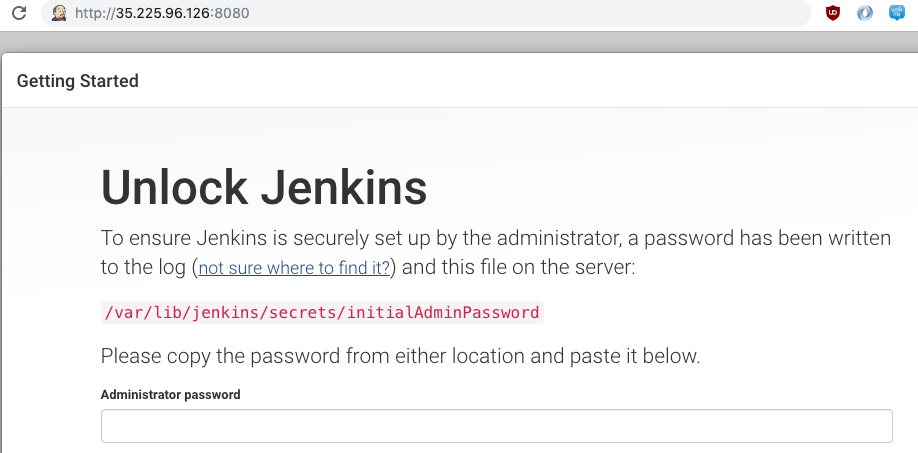 http://35.225.96.126:8080
Getting Started
Unlock Jenkins
To ensure Jenkins is securely set up by the administrator, a password has been written
to the log (not sure where to find it?) and this file on the server:
/var/lib/jenkins/secrets/initialAdminPassword
Please copy the password from either location and paste it below.
Administrator password